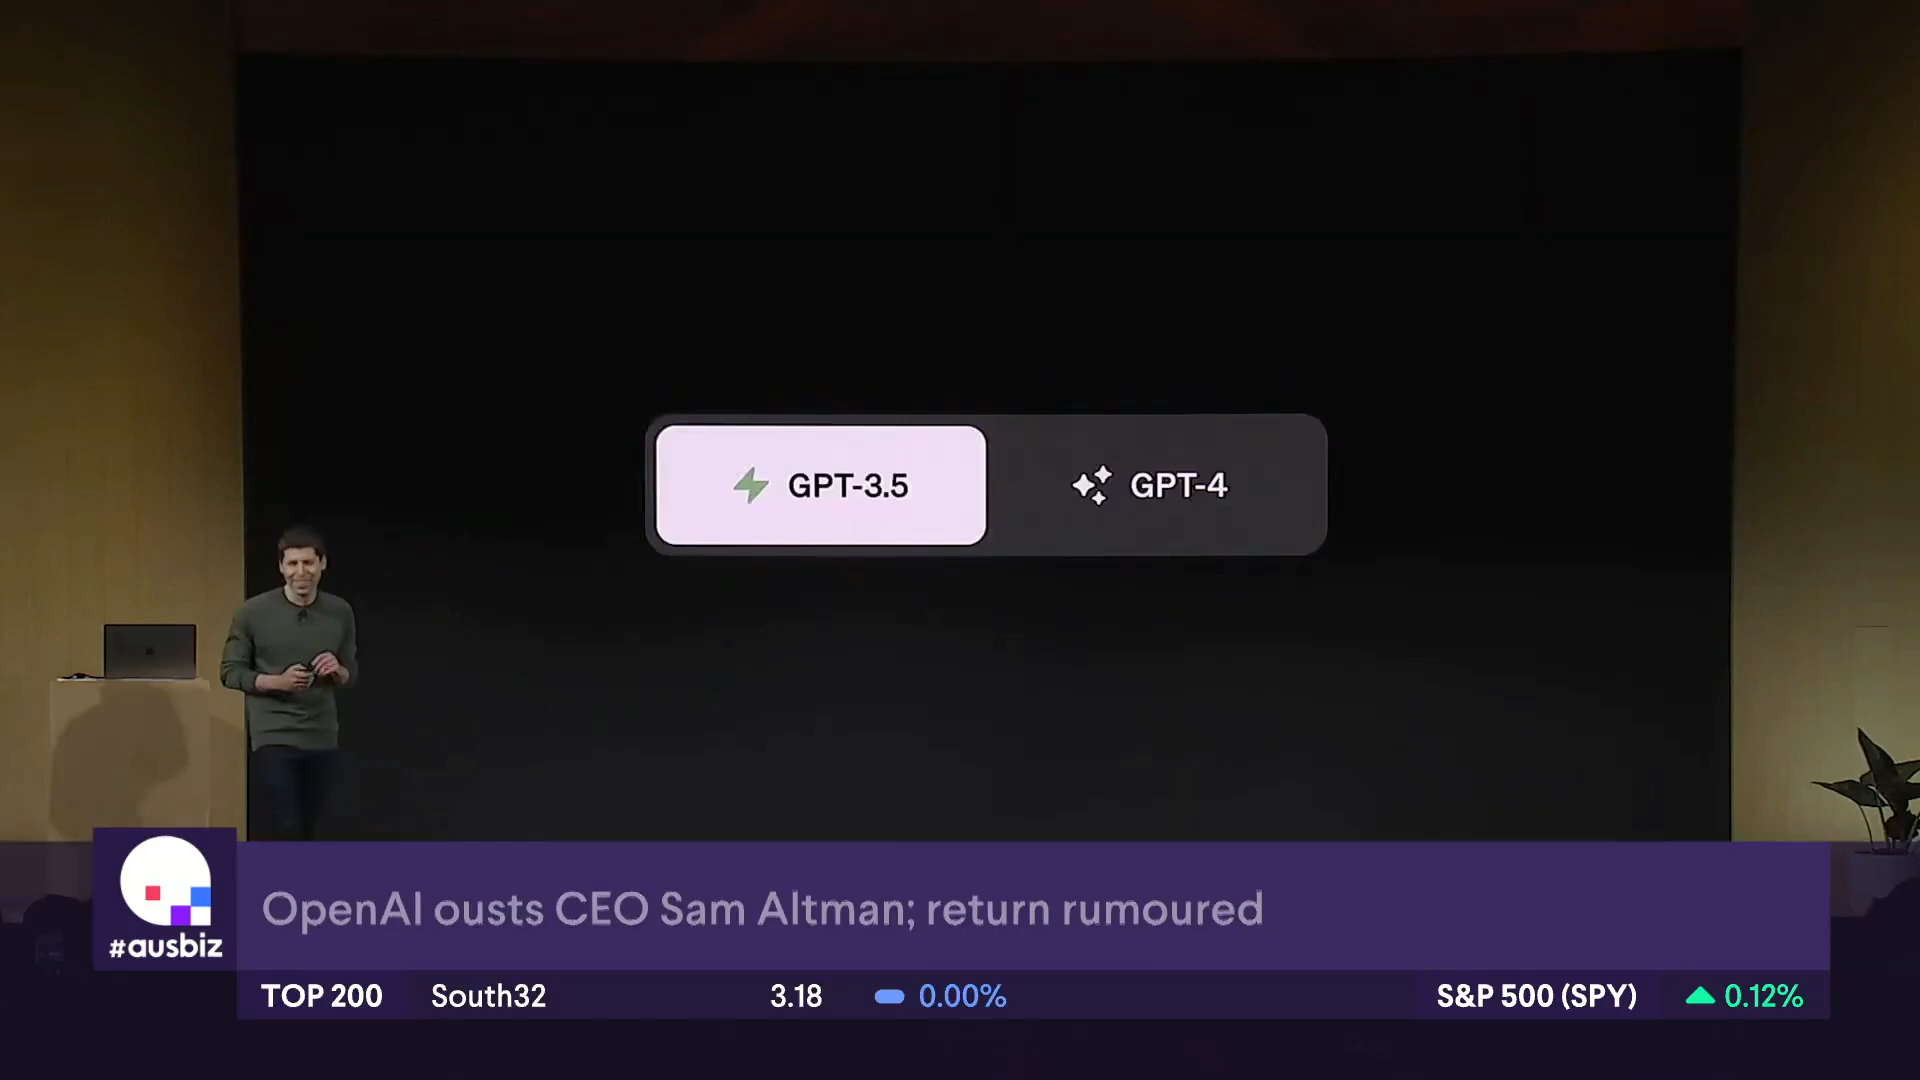 GPT-3.5
GPT-4
OpenAI ousts CEO Sam Altman; return rumoured
#ausbiz
TOP 200 South32 3.18 0.00% S&P 500 (SPY) 0.12%